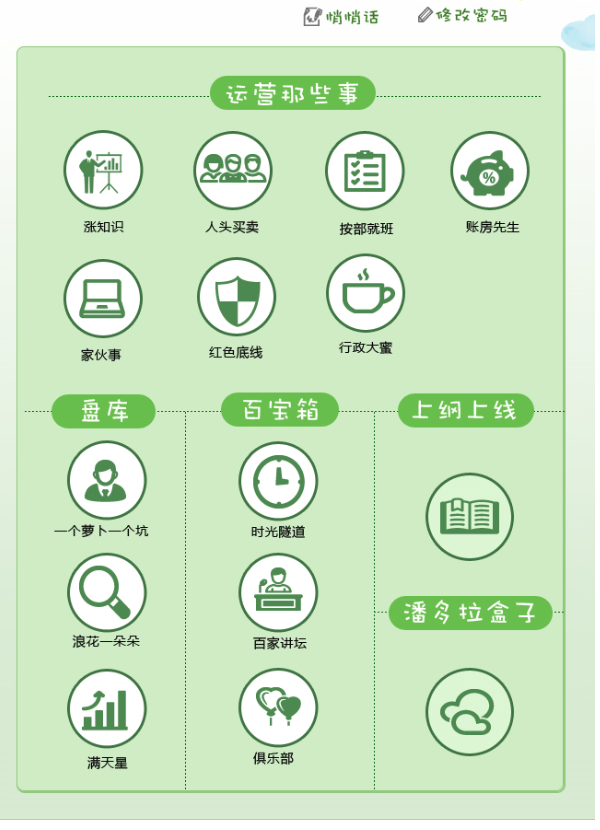 悄悄话 修改密码
运营那些事
涨知识 人头买卖 按部就班 账房先生
家伙事 红色底线 行政大蜜
盘库 百宝箱 上纲上线
一个萝卜一个坑 时光隧道
潘多拉盒子
浪花一朵朵 百家讲坛
满天星 俱乐部
%